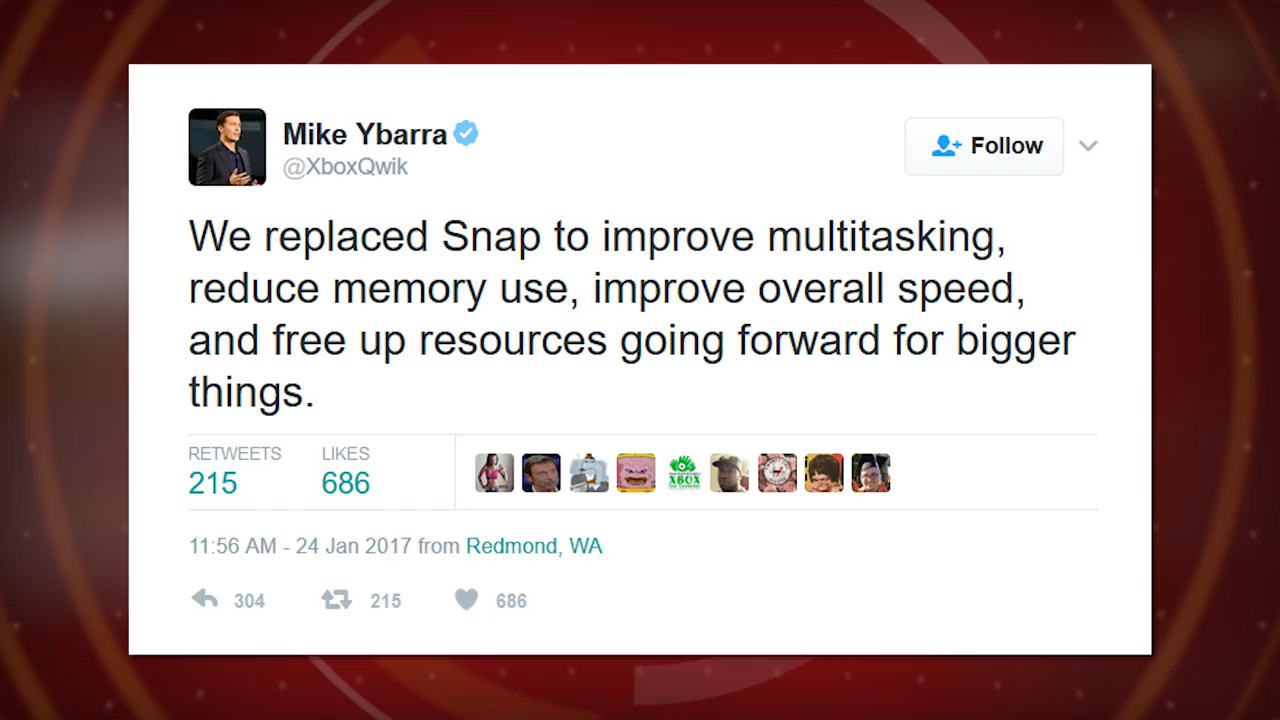 Mike Ybarra
@XboxQwik
Follow
We replaced Snap to improve multitasking,
reduce memory use, improve overall speed,
and free up resources going forward for bigger
things.
RETWEETS LIKES
215 686
XBOX
11:56 AM - 24 Jan 2017 from Redmond, WA
304 215 686